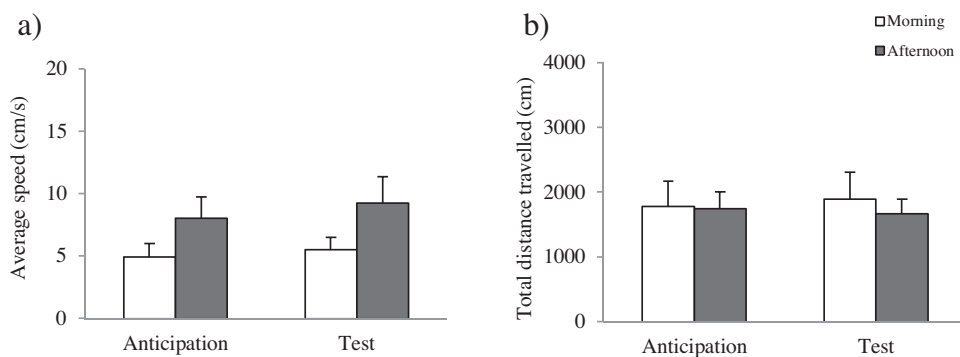 a)
Average speed (cm/s)
20
15
10
5
0
Anticipation
Test
b)
Morning
Afternoon
Total distance travelled (cm)
4000
3000
2000
1000
0
Anticipation
Test